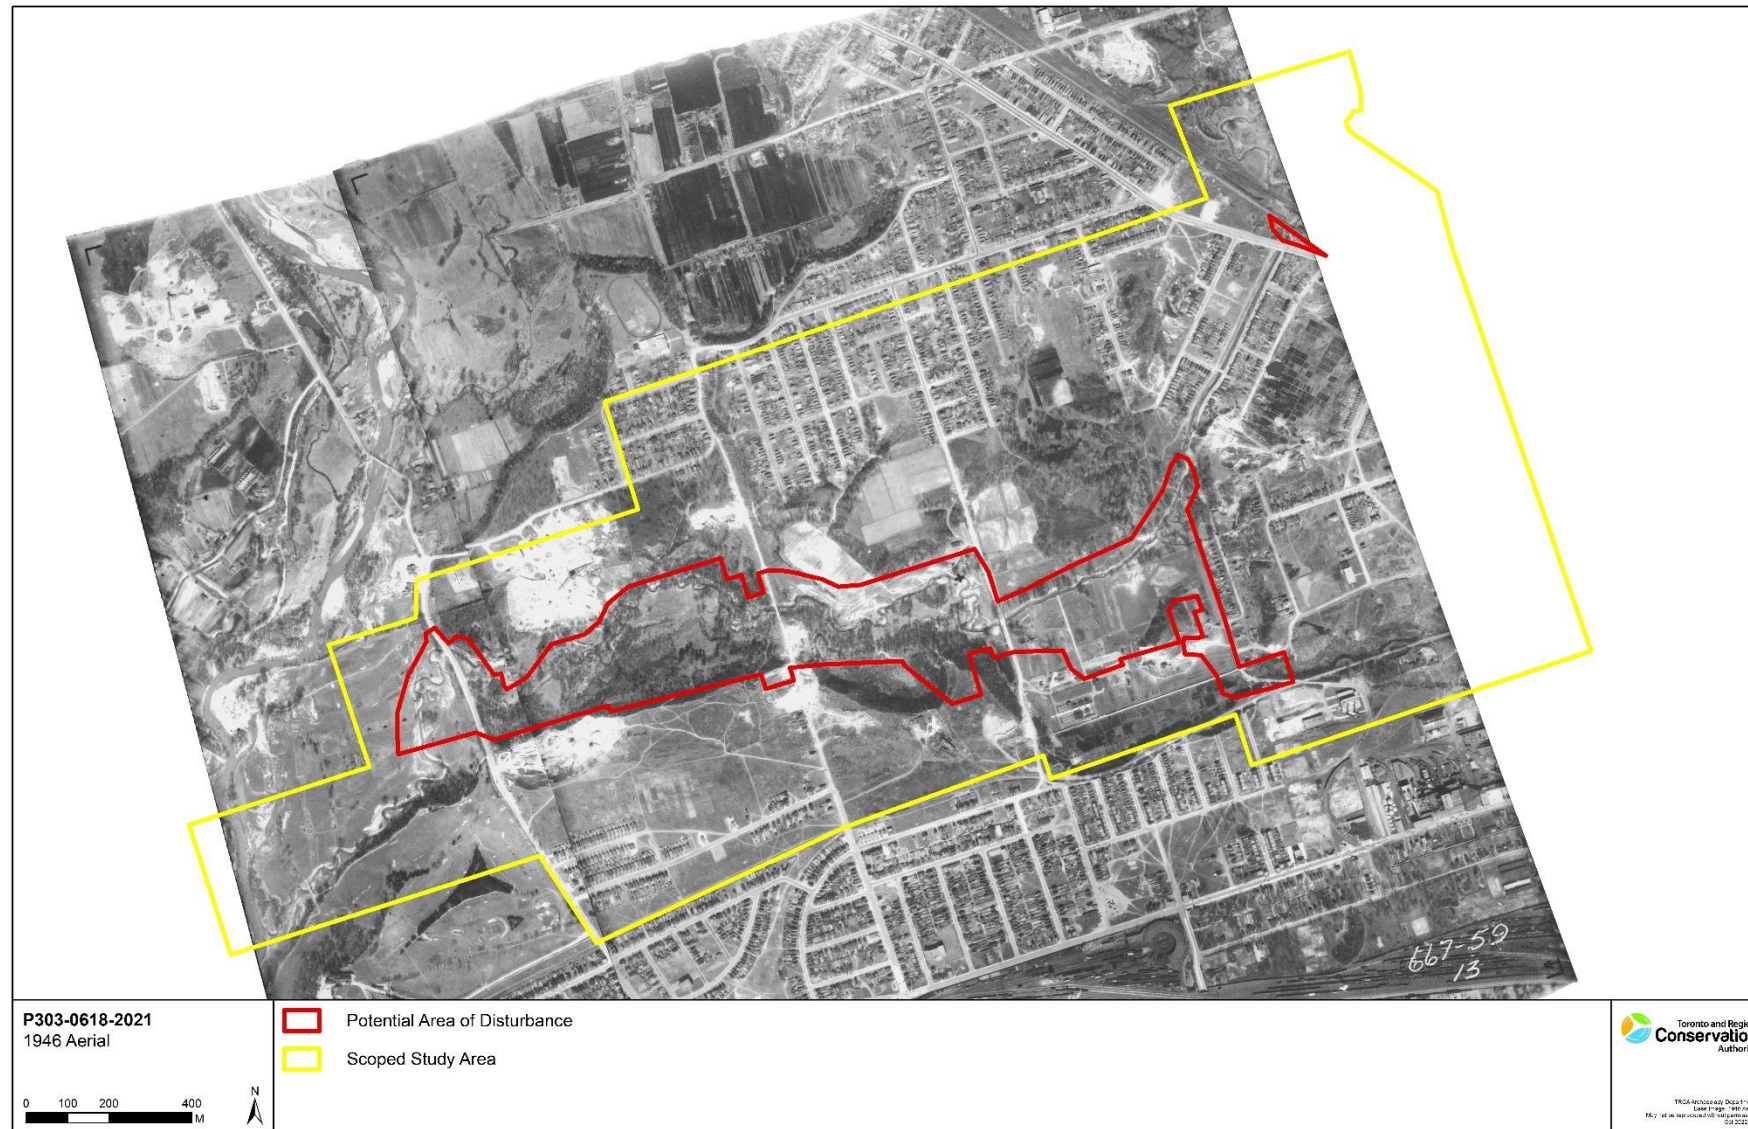 667-59
13
P303-0618-2021
1946 Aerial
0 100 200 400
M
N
Potential Area of Disturbance
Scoped Study Area
Toronto and Regi
Conservatio
Authori